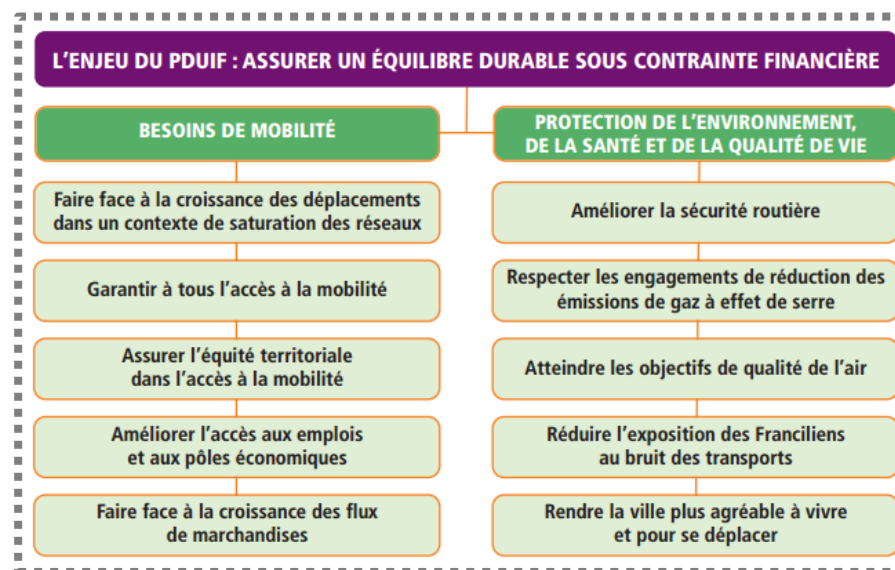 L'ENJEU DU PDUIF : ASSURER UN ÉQUILIBRE DURABLE SOUS CONTRAINTE FINANCIÈRE
BESOINS DE MOBILITÉ
Faire face à la croissance des déplacements
dans un contexte de saturation des réseaux
Garantir à tous l'accès à la mobilité
Assurer l'équité territoriale
dans l'accès à la mobilité
Améliorer l'accès aux emplois
et aux pôles économiques
Faire face à la croissance des flux
de marchandises
PROTECTION DE L'ENVIRONNEMENT,
DE LA SANTÉ ET DE LA QUALITÉ DE VIE
Améliorer la sécurité routière
Respecter les engagements de réduction des
émissions de gaz à effet de serre
Atteindre les objectifs de qualité de l'air
Réduire l'exposition des Franciliens
au bruit des transports
Rendre la ville plus agréable à vivre
et pour se déplacer